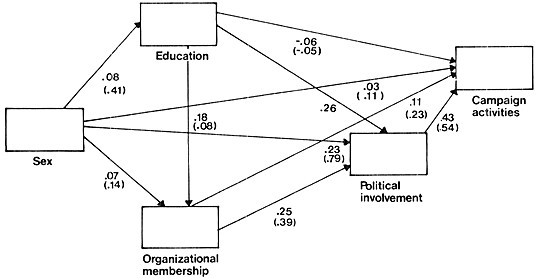 -.06
(-.05)
Education
.08
(.41)
.03
(.11)
Campaign
activities
.26
.11
(.23)
.43
(.54)
.18
(.08)
Sex
.23
(.79)
.07
(.14)
Political
involvement
.25
(.39)
Organizational
membership